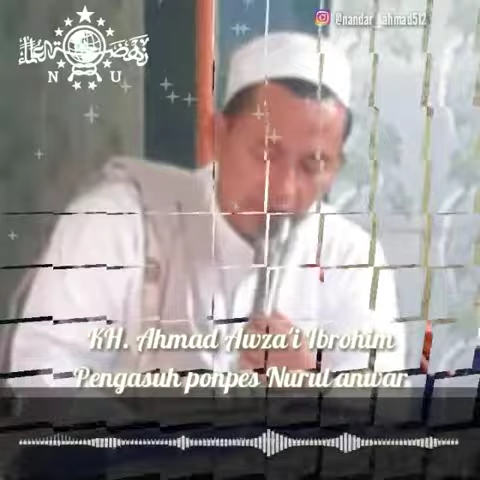 @nandar_ahmad512
N U
KH. Ahmad Awza'i Ibrohim
Pengasuh ponpes Nurul anwar.